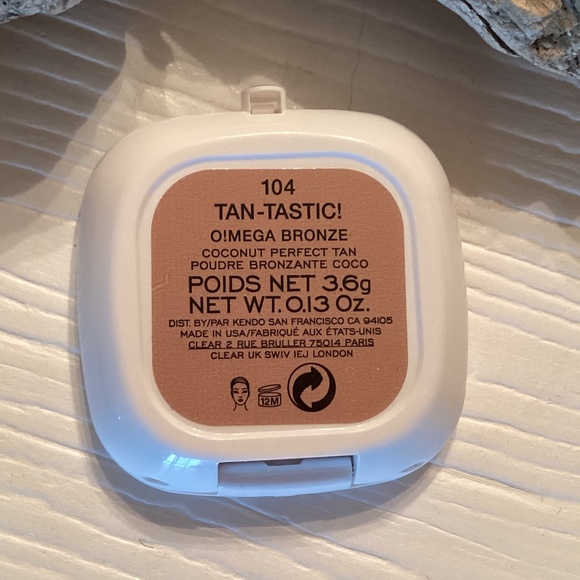 104
TAN-TASTIC!
O!MEGA BRONZE
COCONUT PERFECT TAN
POUDRE BRONZANTE COCO
POIDS NET 3.6g
NET WT. 0.13 Oz.
DIST. BY/PAR KENDO SAN FRANCISCO CA 94105
MADE IN USA/FABRIQUÉ AUX ÉTATS-UNIS
CLEAR 2 RUE BRULLER 75014 PARIS
CLEAR UK SW1V 1EJ LONDON
12M